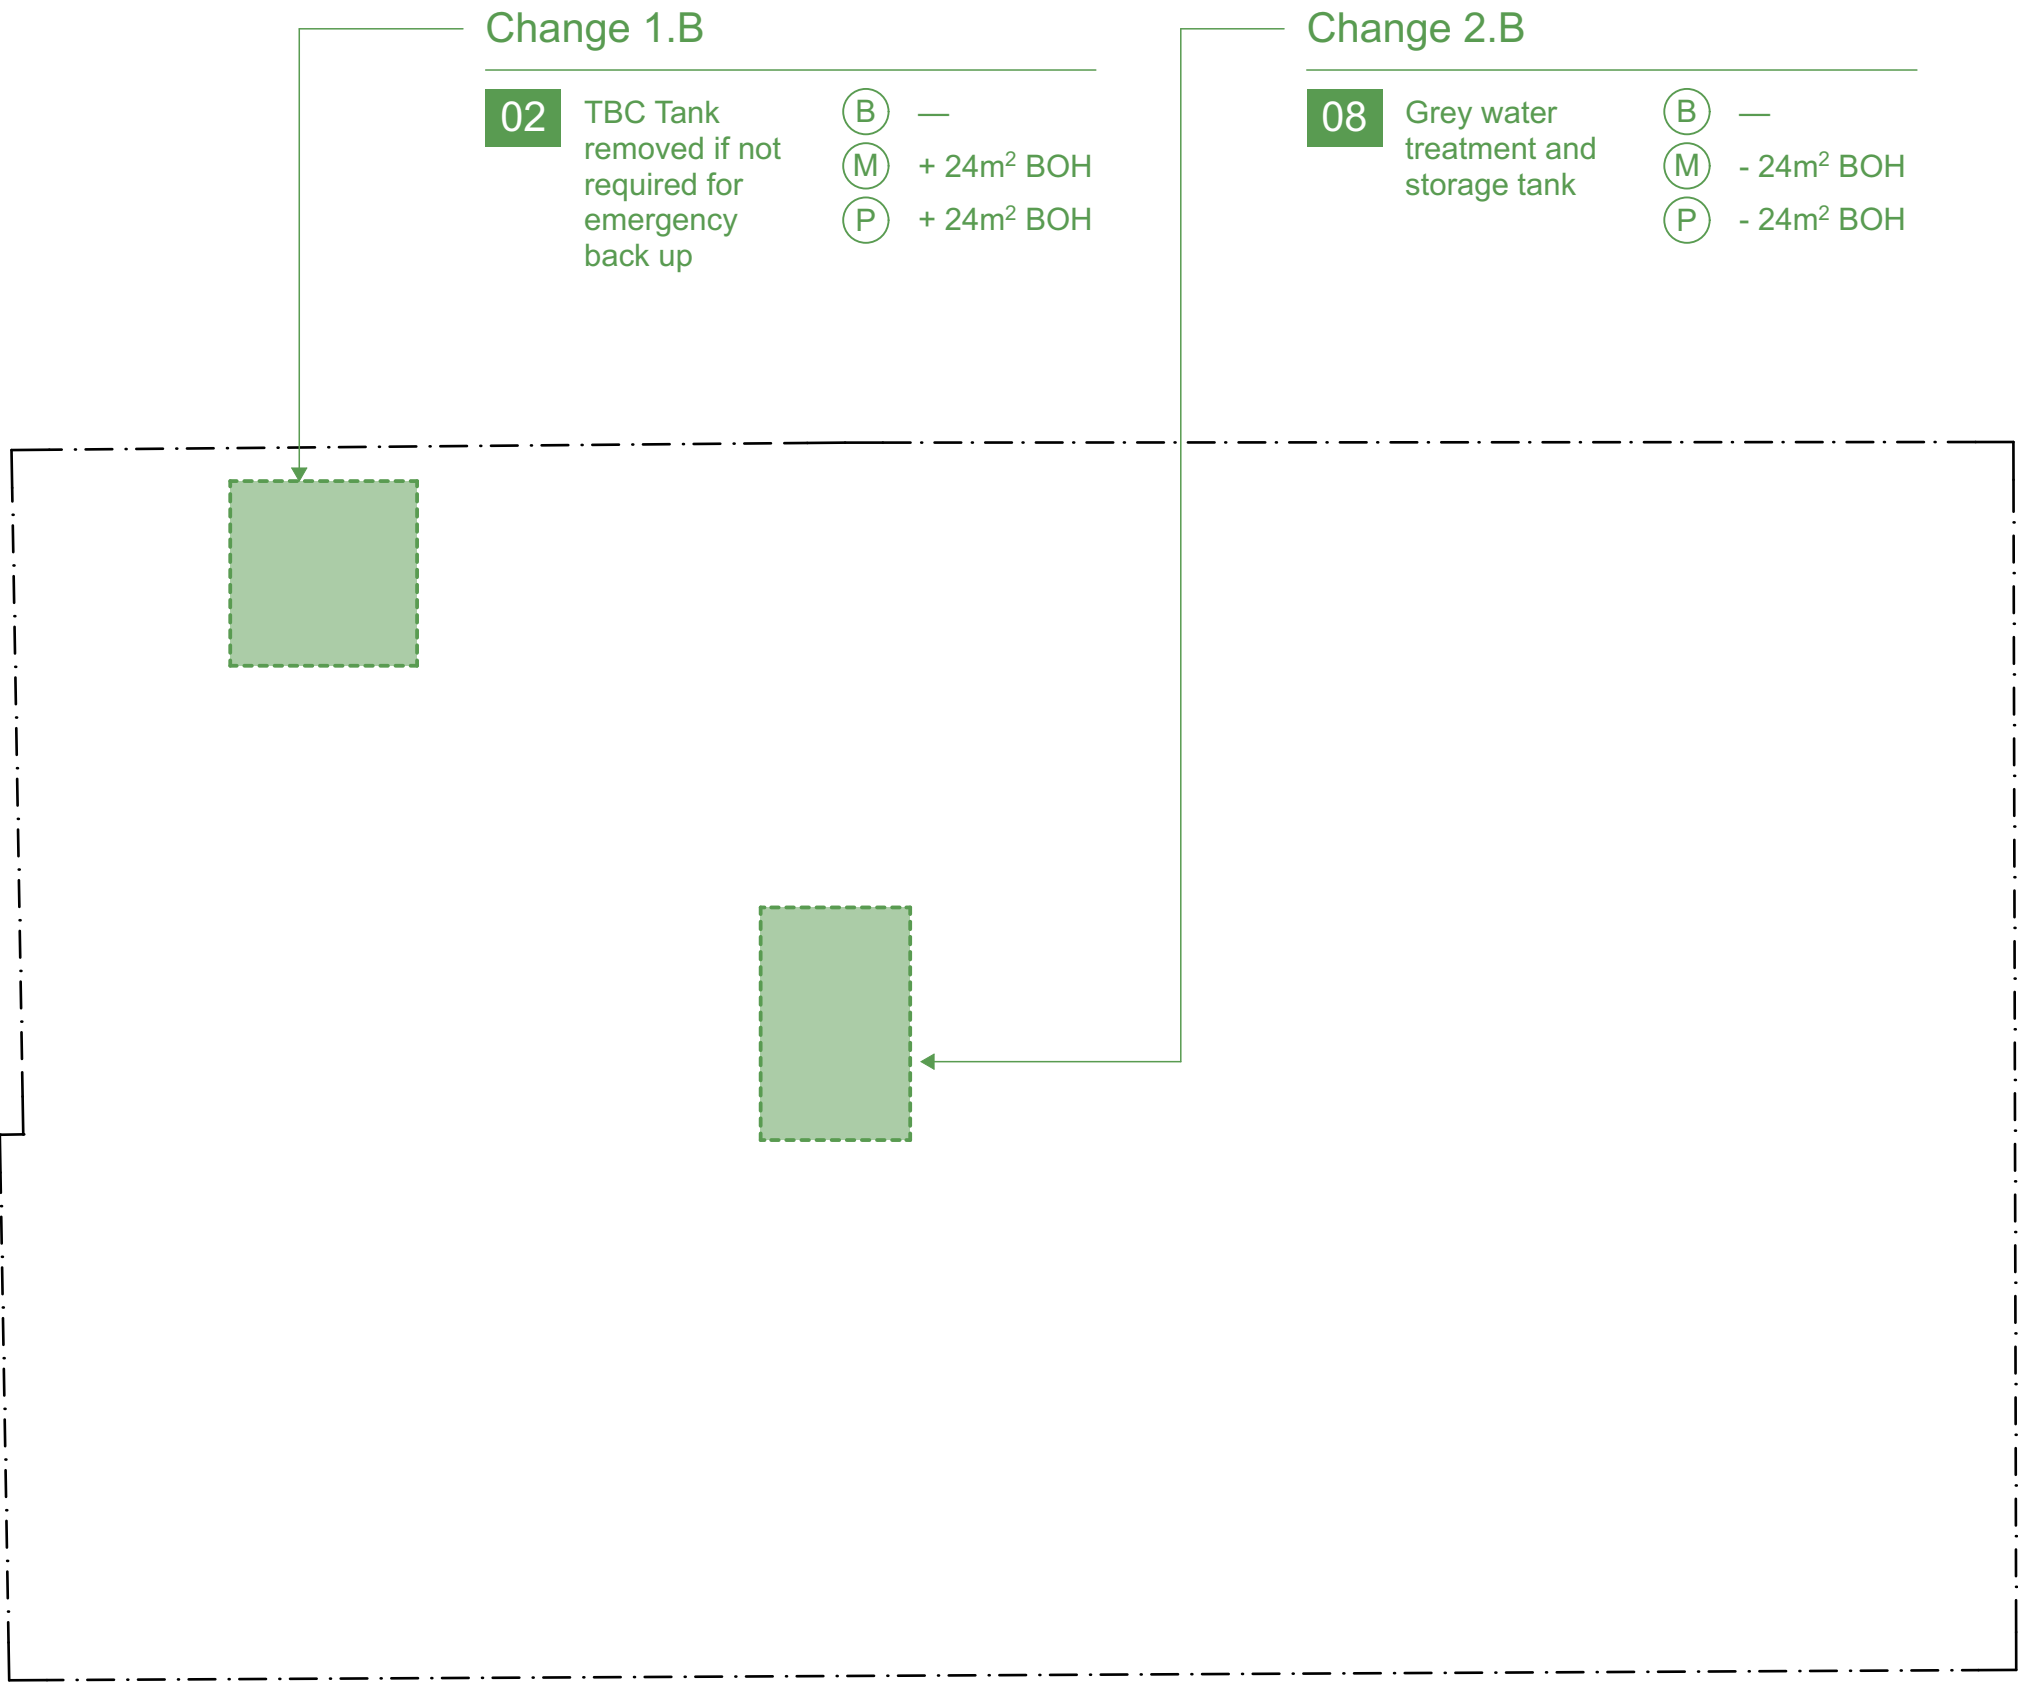 Change 1.B
02
TBC Tank
removed if not
required for
emergency
back up
B —
M + 24m² BOH
P + 24m² BOH
Change 2.B
08
Grey water
treatment and
storage tank
B —
M - 24m² BOH
P - 24m² BOH